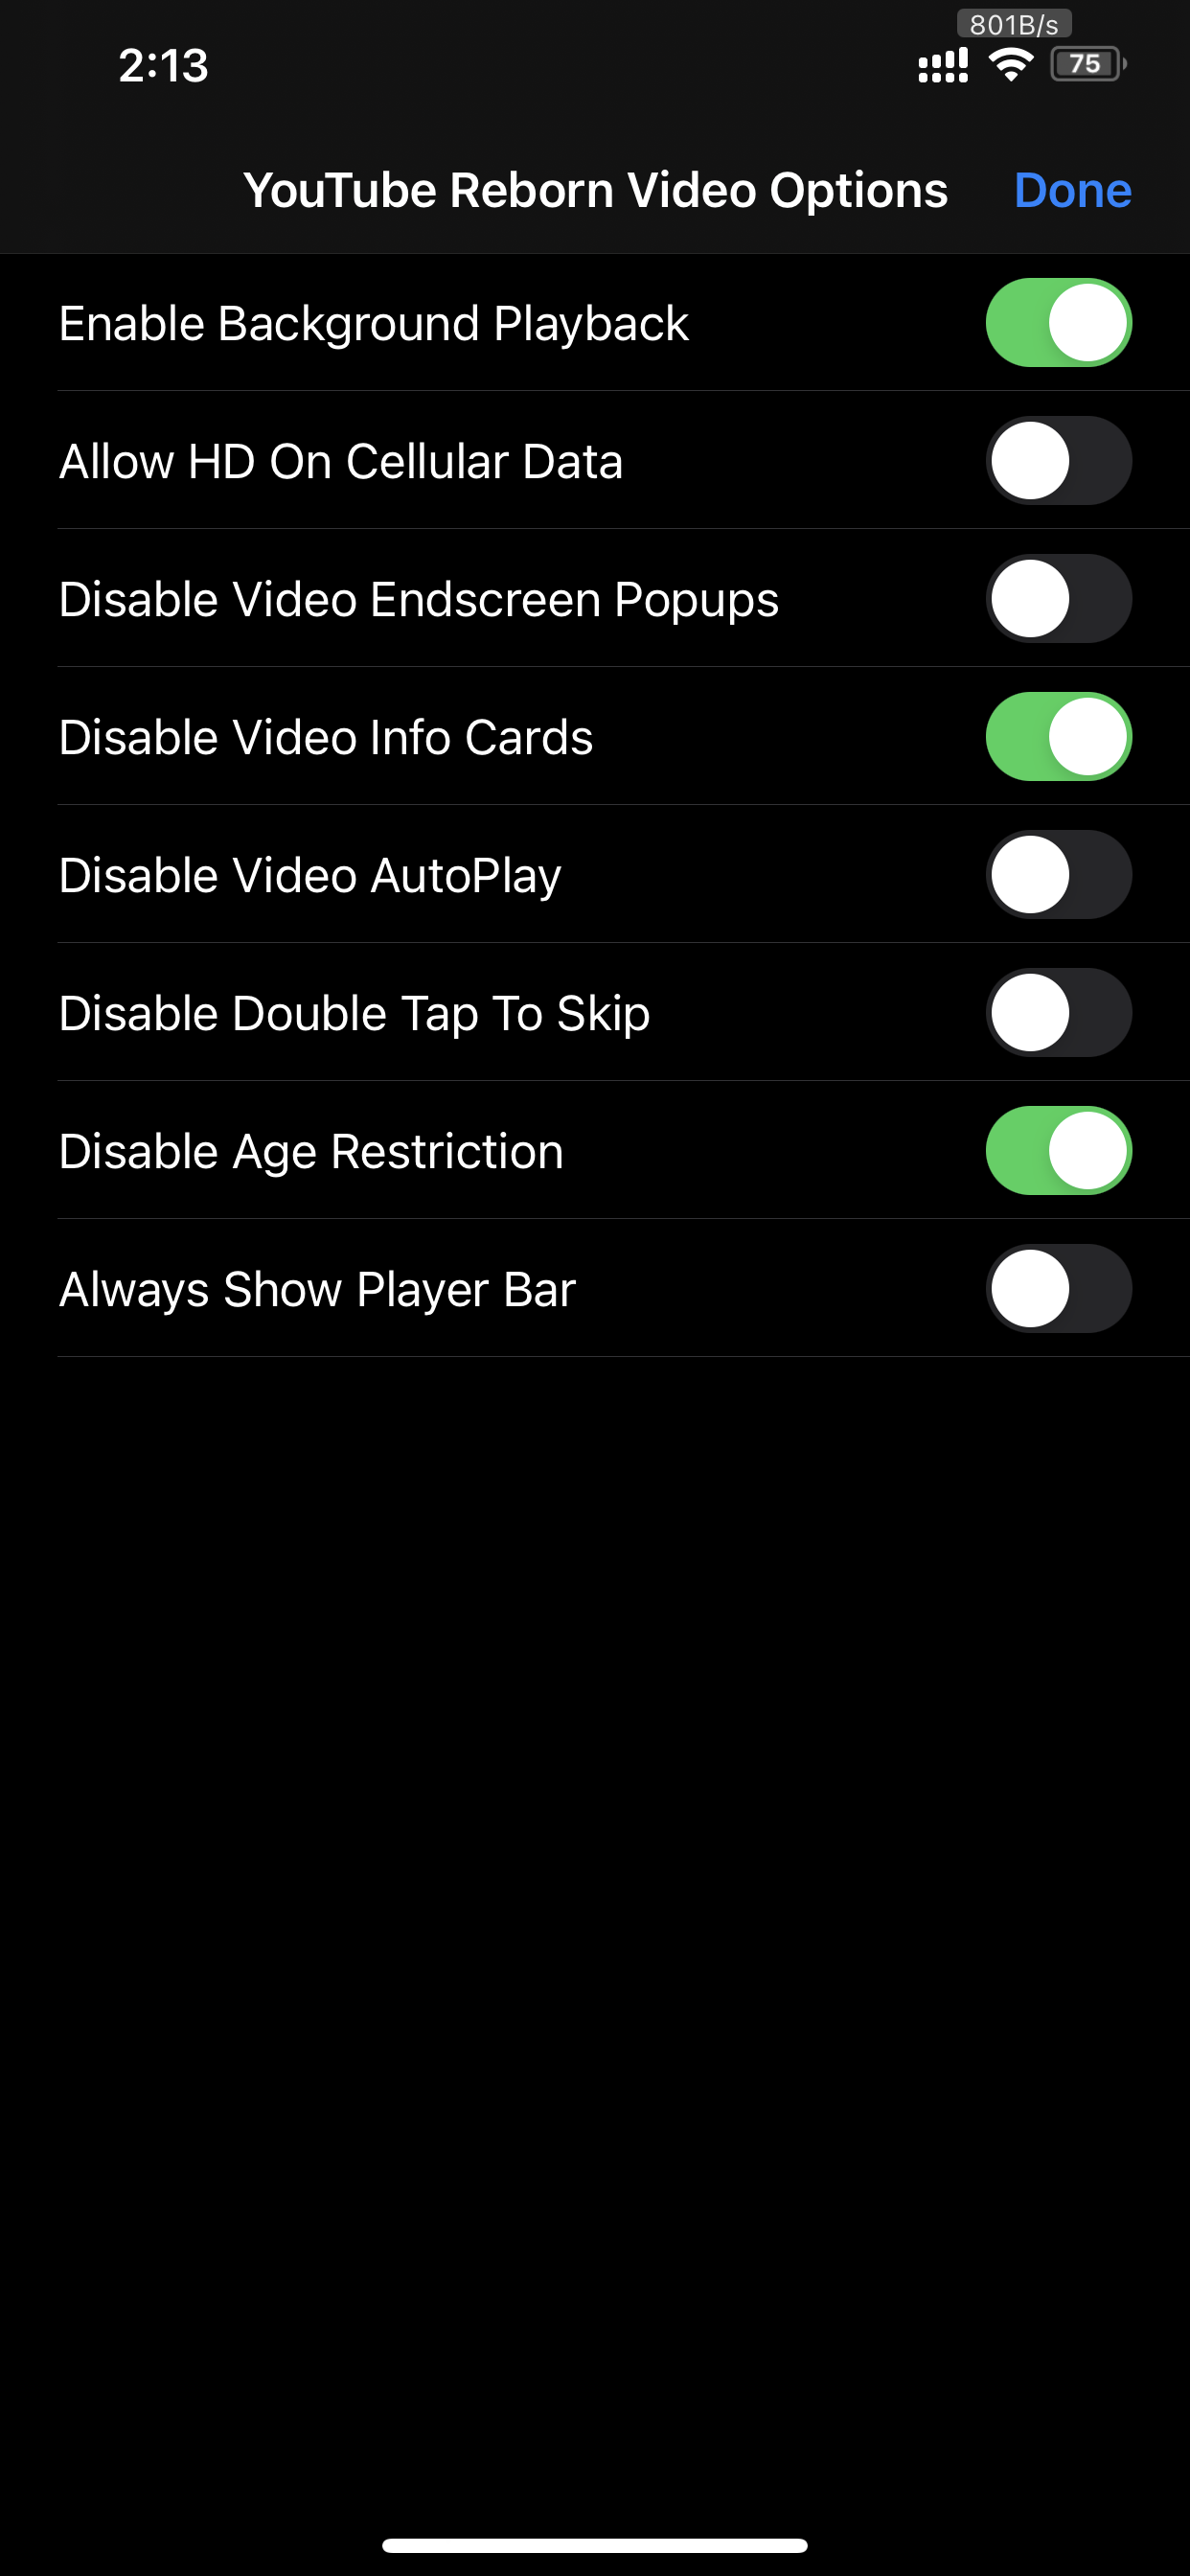 801B/s
2:13
75
YouTube Reborn Video Options
Done
Enable Background Playback
Allow HD On Cellular Data
Disable Video Endscreen Popups
Disable Video Info Cards
Disable Video AutoPlay
Disable Double Tap To Skip
Disable Age Restriction
Always Show Player Bar